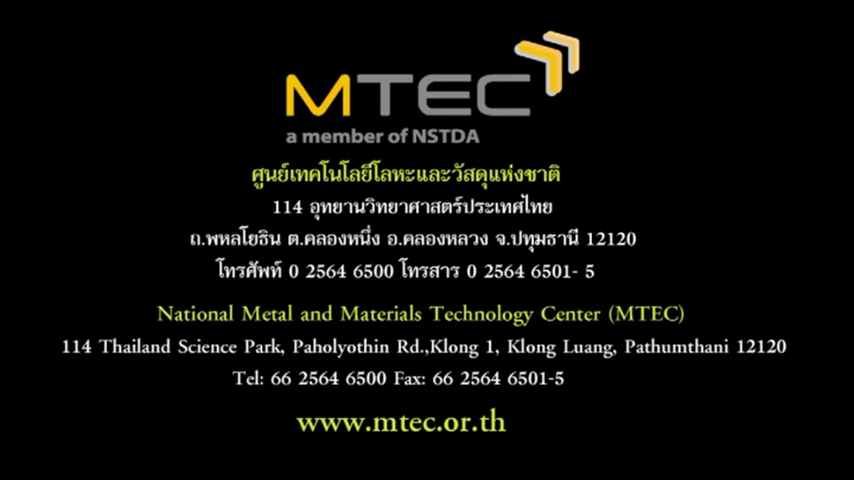 MTEC
a member of NSTDA
ศูนย์เทคโนโลยีโลหะและวัสดุแห่งชาติ
114 อุทยานวิทยาศาสตร์ประเทศไทย
ถ.พหลโยธิน ต.คลองหนึ่ง อ.คลองหลวง จ.ปทุมธานี 12120
โทรศัพท์ 0 2564 6500 โทรสาร 0 2564 6501- 5
National Metal and Materials Technology Center (MTEC)
114 Thailand Science Park, Paholyothin Rd.,Klong 1, Klong Luang, Pathumthani 12120
Tel: 66 2564 6500 Fax: 66 2564 6501-5
www.mtec.or.th